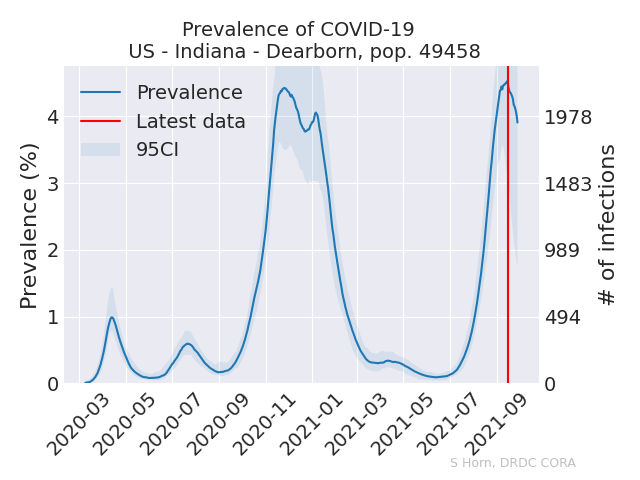 Prevalence of COVID-19
US - Indiana - Dearborn, pop. 49458
Prevalence
Latest data
95CI
Prevalence (%)
4
3
2
1
0
1978
1483
989
494
0
# of infections
2020-03
2020-05
2020-07
2020-09
2020-11
2021-01
2021-03
2021-05
2021-07
2021-09
S Horn, DRDC CORA